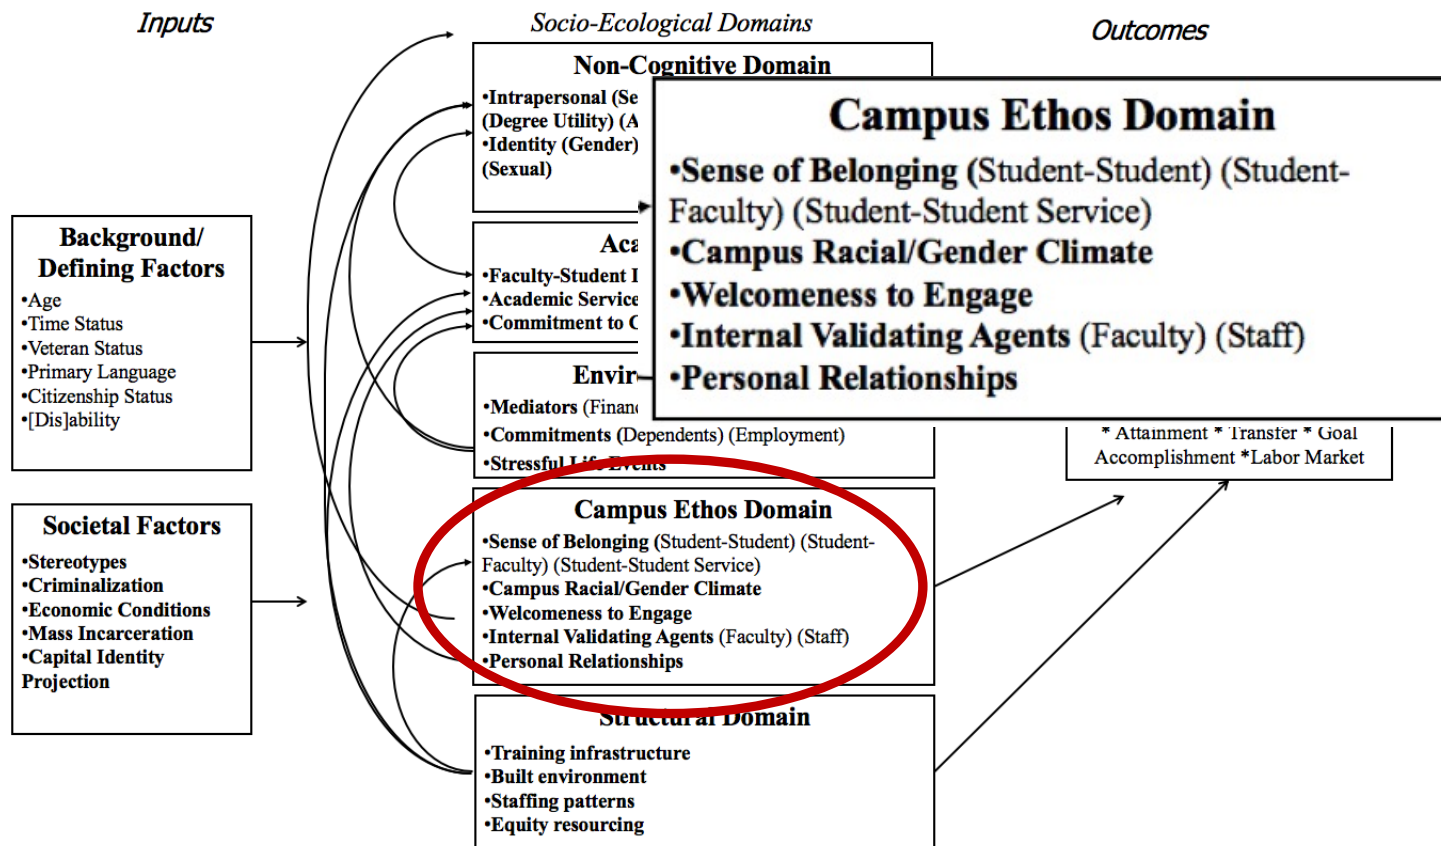 Inputs
Socio-Ecological Domains
Outcomes
Background/
Defining Factors
•Age
•Time Status
•Veteran Status
•Primary Language
•Citizenship Status
•[Dis]ability
Societal Factors
•Stereotypes
•Criminalization
•Economic Conditions
•Mass Incarceration
•Capital Identity
Projection
Non-Cognitive Domain
•Intrapersonal (Se
(Degree Utility) (A
•Identity (Gender)
(Sexual)
Aca
•Faculty-Student I
•Academic Service
•Commitment to C
Envir
•Mediators (Financ
•Commitments (Dependents) (Employment)
•Stressful Life Events
Campus Ethos Domain
•Sense of Belonging (Student-Student) (Student-
Faculty) (Student-Student Service)
•Campus Racial/Gender Climate
•Welcomeness to Engage
•Internal Validating Agents (Faculty) (Staff)
•Personal Relationships
Structural Domain
•Training infrastructure
•Built environment
•Staffing patterns
•Equity resourcing
Campus Ethos Domain
•Sense of Belonging (Student-Student) (Student-
Faculty) (Student-Student Service)
•Campus Racial/Gender Climate
•Welcomeness to Engage
•Internal Validating Agents (Faculty) (Staff)
•Personal Relationships
* Attainment * Transfer * Goal
Accomplishment *Labor Market